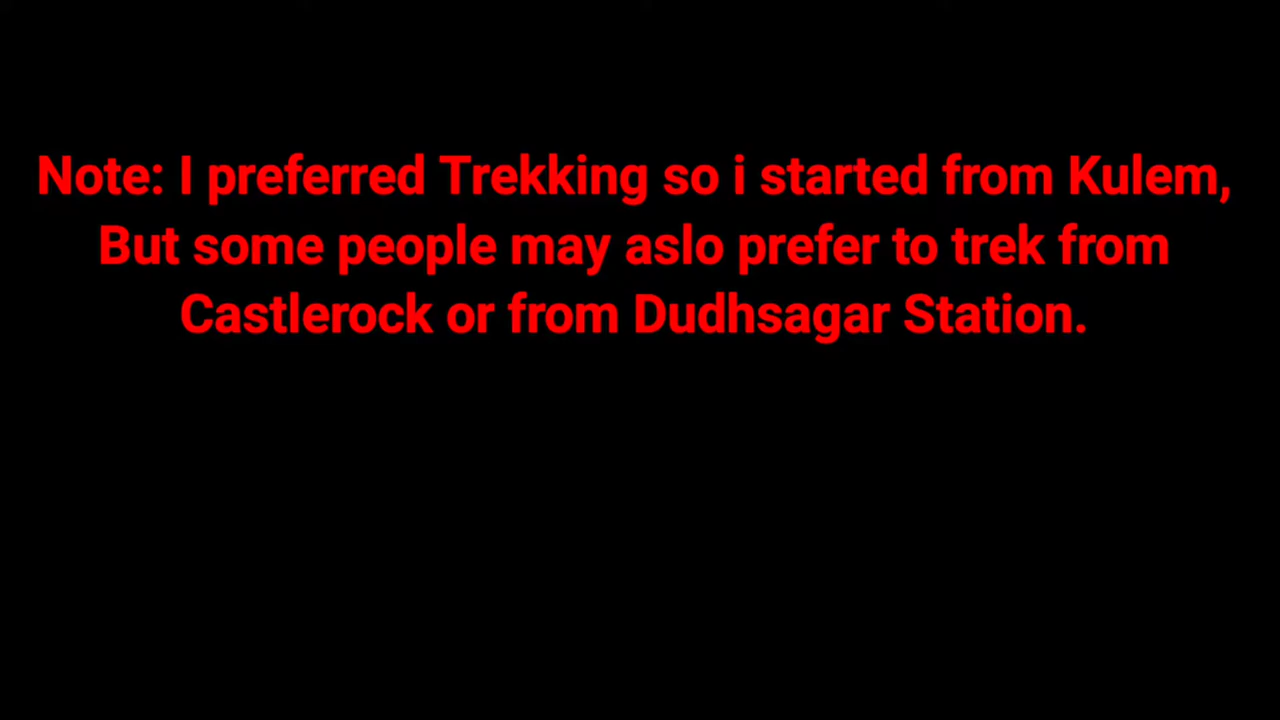 Note: I preferred Trekking so i started from Kulem,
But some people may aslo prefer to trek from
Castlerock or from Dudhsagar Station.